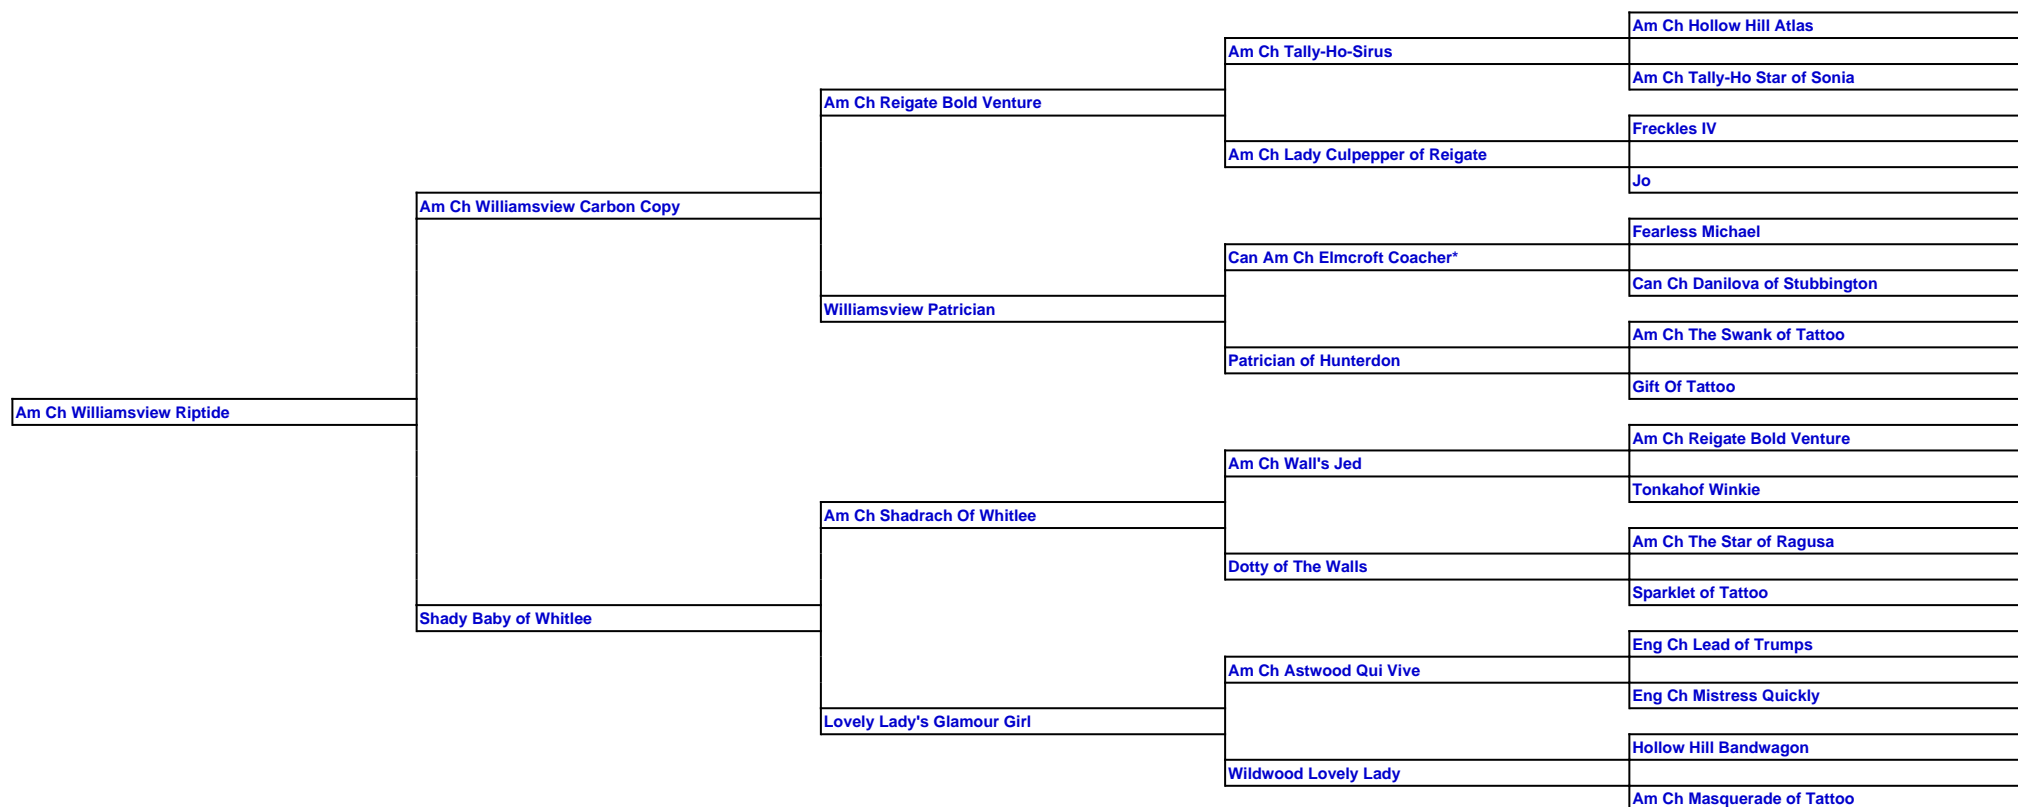 Am Ch Hollow Hill Atlas
Am Ch Tally-Ho-Sirus
Am Ch Tally-Ho Star of Sonia
Am Ch Reigate Bold Venture
Freckles IV
Am Ch Lady Culpepper of Reigate
Jo
Am Ch Williamsview Carbon Copy
Fearless Michael
Can Am Ch Elmcroft Coacher*
Can Ch Danilova of Stubbington
Williamsview Patrician
Am Ch The Swank of Tattoo
Patrician of Hunterdon
Gift Of Tattoo
Am Ch Williamsview Riptide
Am Ch Reigate Bold Venture
Am Ch Wall's Jed
Tonkahof Winkie
Am Ch Shadrach Of Whitlee
Am Ch The Star of Ragusa
Dotty of The Walls
Sparklet of Tattoo
Shady Baby of Whitlee
Eng Ch Lead of Trumps
Am Ch Astwood Qui Vive
Eng Ch Mistress Quickly
Lovely Lady's Glamour Girl
Hollow Hill Bandwagon
Wildwood Lovely Lady
Am Ch Masquerade of Tattoo